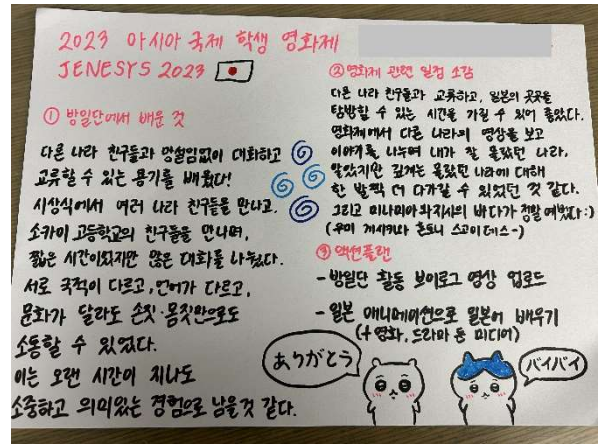 2023 아시아 국제 학생 영화제
JENESYS 2023
① 방일단에서 배운 것
다른 나라 친구들과 망설임없이 대화하고
교류할 수 있는 용기를 배웠다!
시상식에서 여러 나라 친구들을 만나고,
소카이 고등학교의 친구들을 만나며,
짧은 시간이었지만 많은 대화를 나눴다.
서로 국적이 다르고, 언어가 다르고,
문화가 달라도 손짓·몸짓만으로도
소통할 수 있었다.
이는 오랜 시간이 지나도
소중하고 의미있는 경험으로 남을것 같다.
② 영화제 관련 일정 소감
다른 나라 친구들과 교류하고, 일본의 곳곳을
탐방할 수 있는 시간을 가질 수 있어 좋았다.
영화제에서 다른 나라의 영상을 보고
이야기를 나누며 내가 잘 몰랐던 나라,
알았지만 깊게는 몰랐던 나라에 대해
한 발짝 더 다가갈 수 있었던 것 같다.
그리고 미나미아와지시의 바다가 정말 예뻤다:)
(우미 게시키가 혼토니 스고이데스~)
③ 액션플랜
- 방일단 활동 브이로그 영상 업로드
- 일본 애니메이션으로 일본어 배우기
(+영화, 드라마 등 미디어)
ありがとう
バイバイ